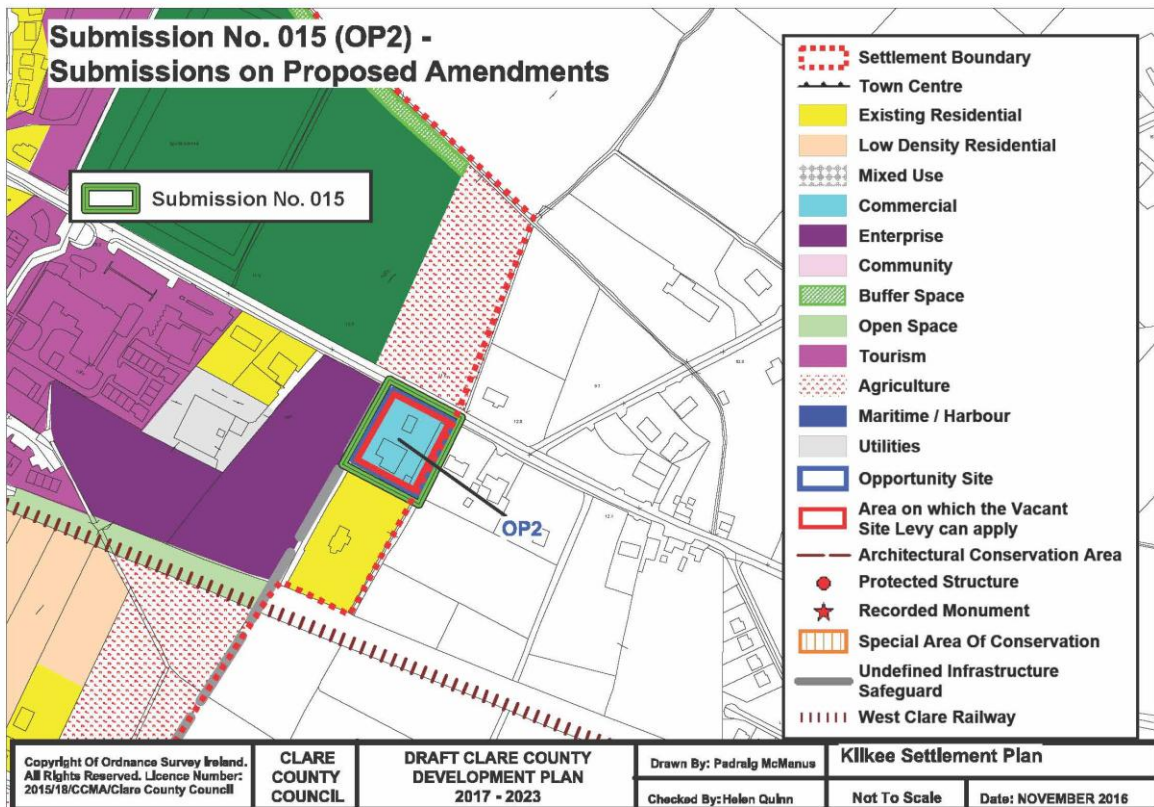 Submission No. 015 (OP2) -
Submissions on Proposed Amendments
Submission No. 015
OP2
Settlement Boundary
Town Centre
Existing Residential
Low Density Residential
Mixed Use
Commercial
Enterprise
Community
Buffer Space
Open Space
Tourism
Agriculture
Maritime / Harbour
Utilities
Opportunity Site
Area on which the Vacant
Site Levy can apply
Architectural Conservation Area
Protected Structure
Recorded Monument
Special Area Of Conservation
Undefined Infrastructure
Safeguard
West Clare Railway
Copyright Of Ordnance Survey Ireland.
All Rights Reserved. Licence Number:
2015/18/CCMA/Clare County Council
CLARE
COUNTY
COUNCIL
DRAFT CLARE COUNTY
DEVELOPMENT PLAN
2017 - 2023
Drawn By: Padraig McManus
Checked By: Helen Quinn
Kilkee Settlement Plan
Not To Scale
Date: NOVEMBER 2016